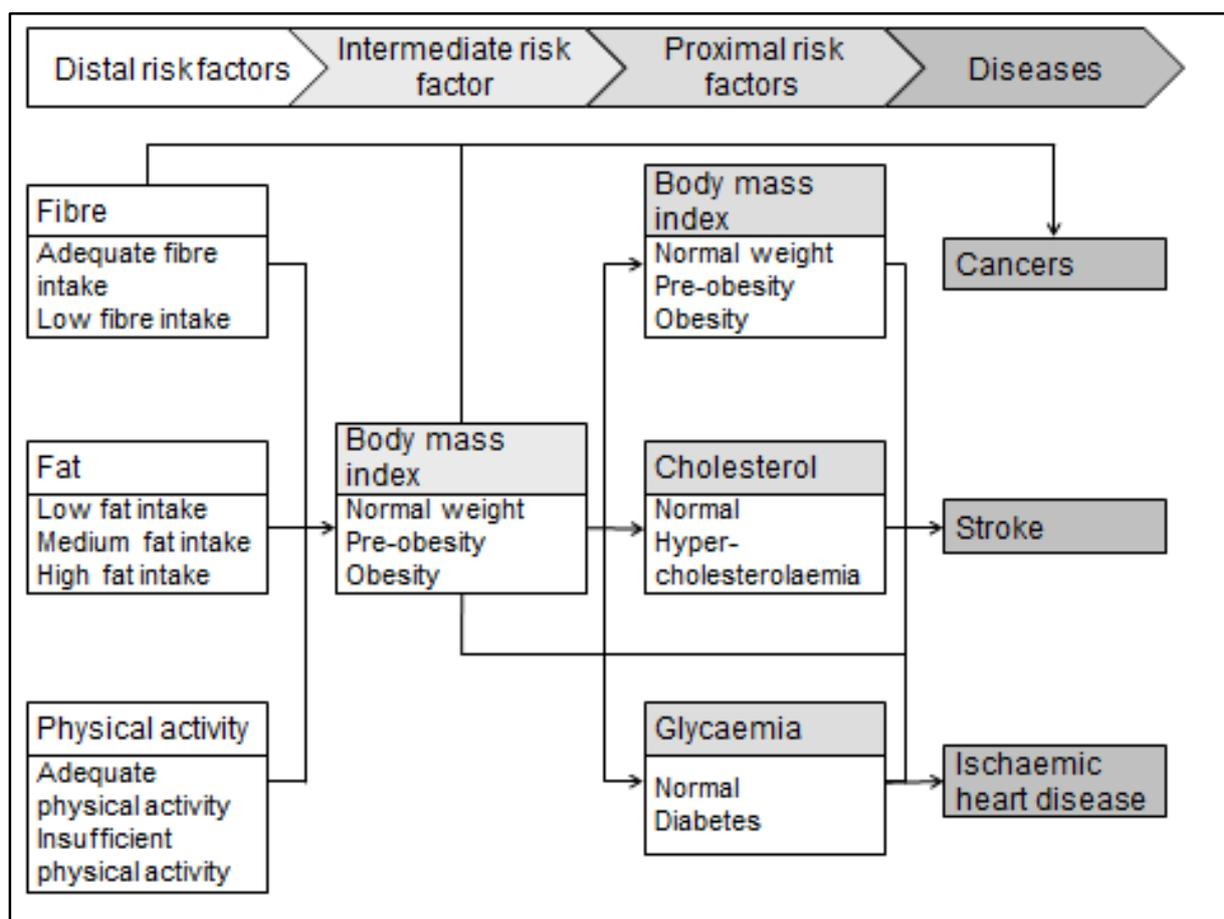 Distal risk factors
Intermediate risk
factor
Proximal risk
factors
Diseases
Fibre
Adequate fibre
intake
Low fibre intake
Fat
Low fat intake
Medium fat intake
High fat intake
Physical activity
Adequate
physical activity
Insufficient
physical activity
Body mass
index
Normal weight
Pre-obesity
Obesity
Body mass
index
Normal weight
Pre-obesity
Obesity
Cholesterol
Normal
Hyper-
cholesterolaemia
Glycaemia
Normal
Diabetes
Cancers
Stroke
Ischaemic
heart disease